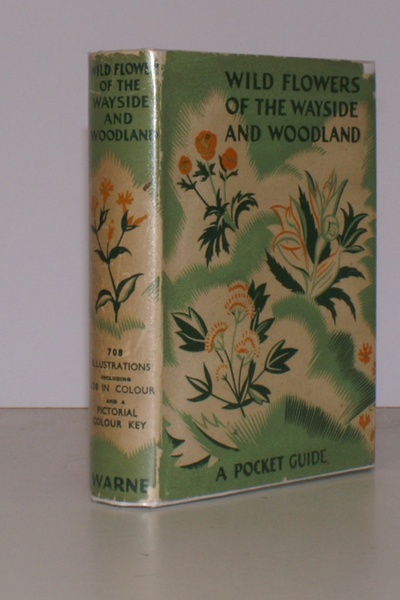 WILD FLOWERS
OF THE
WAYSIDE
AND
WOODLAND
708
ILLUSTRATIONS
INCLUDING
IN COLOUR
AND A
PICTORIAL
COLOUR KEY
WARNE
WILD FLOWERS
OF THE WAYSIDE
AND WOODLAND
A POCKET GUIDE